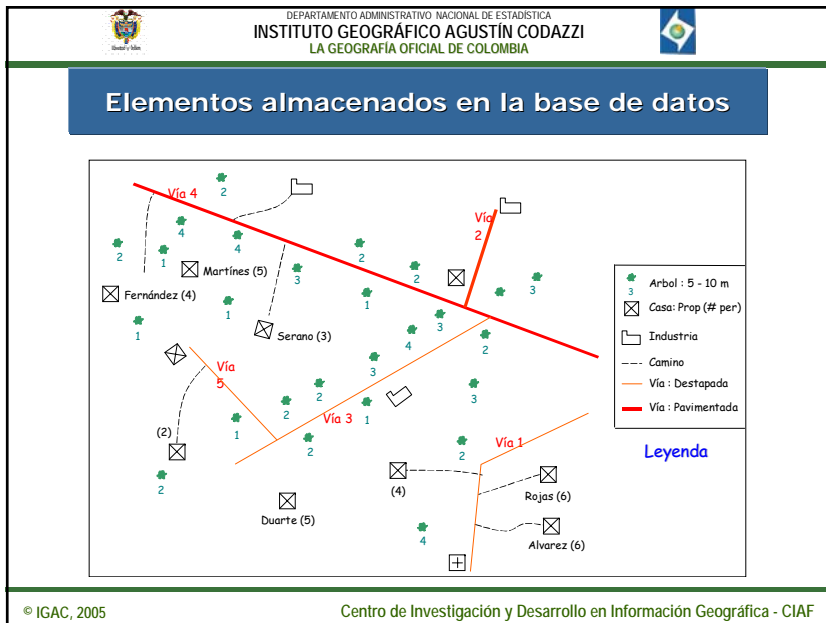 DEPARTAMENTO ADMINISTRATIVO NACIONAL DE ESTADÍSTICA
INSTITUTO GEOGRÁFICO AGUSTÍN CODAZZI
LA GEOGRAFÍA OFICIAL DE COLOMBIA
Elementos almacenados en la base de datos
Vía 4
2
4
4
2
1
Martínes (5)
Fernández (4)
3
2
2
Vía
2
3
1
1
1
Serano (3)
3
4
2
3
Vía
5
2
2
1
3
1
Vía 3
2
2
Vía 1
(2)
2
(4)
Rojas (6)
Duarte (5)
4
Alvarez (6)
3
Arbol : 5 - 10 m
Casa: Prop (# per)
Industria
Camino
Vía : Destapada
Vía : Pavimentada
Leyenda
© IGAC, 2005
Centro de Investigación y Desarrollo en Información Geográfica - CIAF